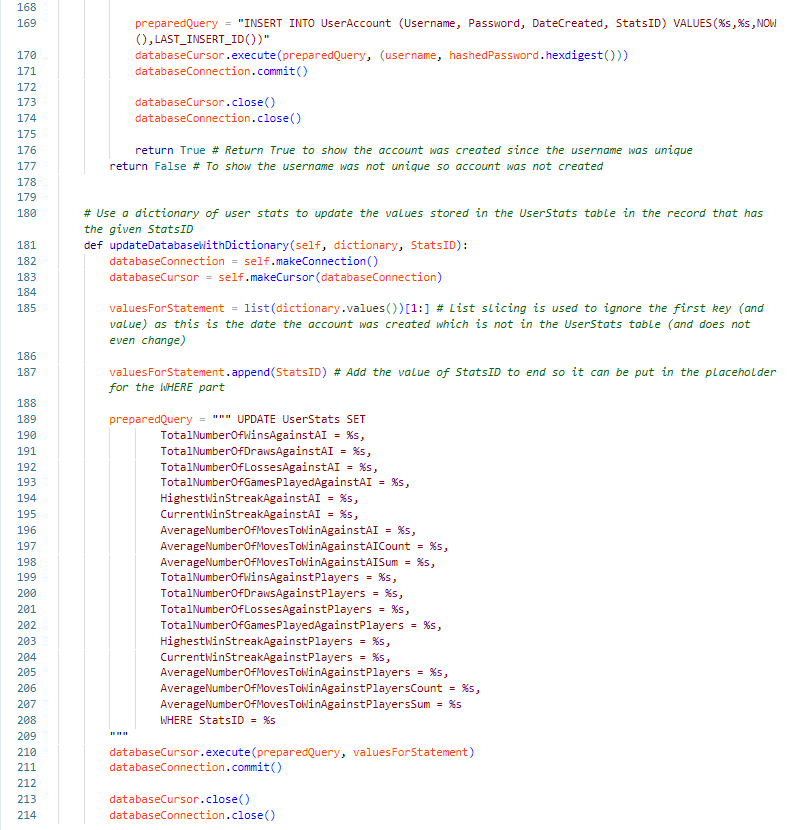 168
169 preparedQuery = "INSERT INTO UserAccount (Username, Password, DateCreated, StatsID) VALUES(%s,%s,NOW
(),LAST_INSERT_ID())"
170 databaseCursor.execute(preparedQuery, (username, hashedPassword.hexdigest()))
171 databaseConnection.commit()
172
173 databaseCursor.close()
174 databaseConnection.close()
175
176 return True # Return True to show the account was created since the username was unique
177 return False # To show the username was not unique so account was not created
178
179
180 # Use a dictionary of user stats to update the values stored in the UserStats table in the record that has
the given StatsID
181 def updateDatabaseWithDictionary(self, dictionary, StatsID):
182 databaseConnection = self.makeConnection()
183 databaseCursor = self.makeCursor(databaseConnection)
184
185 valuesForStatement = list(dictionary.values())[1:] # List slicing is used to ignore the first key (and
value) as this is the date the account was created which is not in the UserStats table (and does not
even change)
186
187 valuesForStatement.append(StatsID) # Add the value of StatsID to end so it can be put in the placeholder
for the WHERE part
188
189 preparedQuery = """ UPDATE UserStats SET
190 TotalNumberOfWinsAgainstAI = %s,
191 TotalNumberOfDrawsAgainstAI = %s,
192 TotalNumberOfLossesAgainstAI = %s,
193 TotalNumberOfGamesPlayedAgainstAI = %s,
194 HighestWinStreakAgainstAI = %s,
195 CurrentWinStreakAgainstAI = %s,
196 AverageNumberOfMovesToWinAgainstAI = %s,
197 AverageNumberOfMovesToWinAgainstAICount = %s,
198 AverageNumberOfMovesToWinAgainstAISum = %s,
199 TotalNumberOfWinsAgainstPlayers = %s,
200 TotalNumberOfDrawsAgainstPlayers = %s,
201 TotalNumberOfLossesAgainstPlayers = %s,
202 TotalNumberOfGamesPlayedAgainstPlayers = %s,
203 HighestWinStreakAgainstPlayers = %s,
204 CurrentWinStreakAgainstPlayers = %s,
205 AverageNumberOfMovesToWinAgainstPlayers = %s,
206 AverageNumberOfMovesToWinAgainstPlayersCount = %s,
207 AverageNumberOfMovesToWinAgainstPlayersSum = %s
208 WHERE StatsID = %s
209 """
210 databaseCursor.execute(preparedQuery, valuesForStatement)
211 databaseConnection.commit()
212
213 databaseCursor.close()
214 databaseConnection.close()